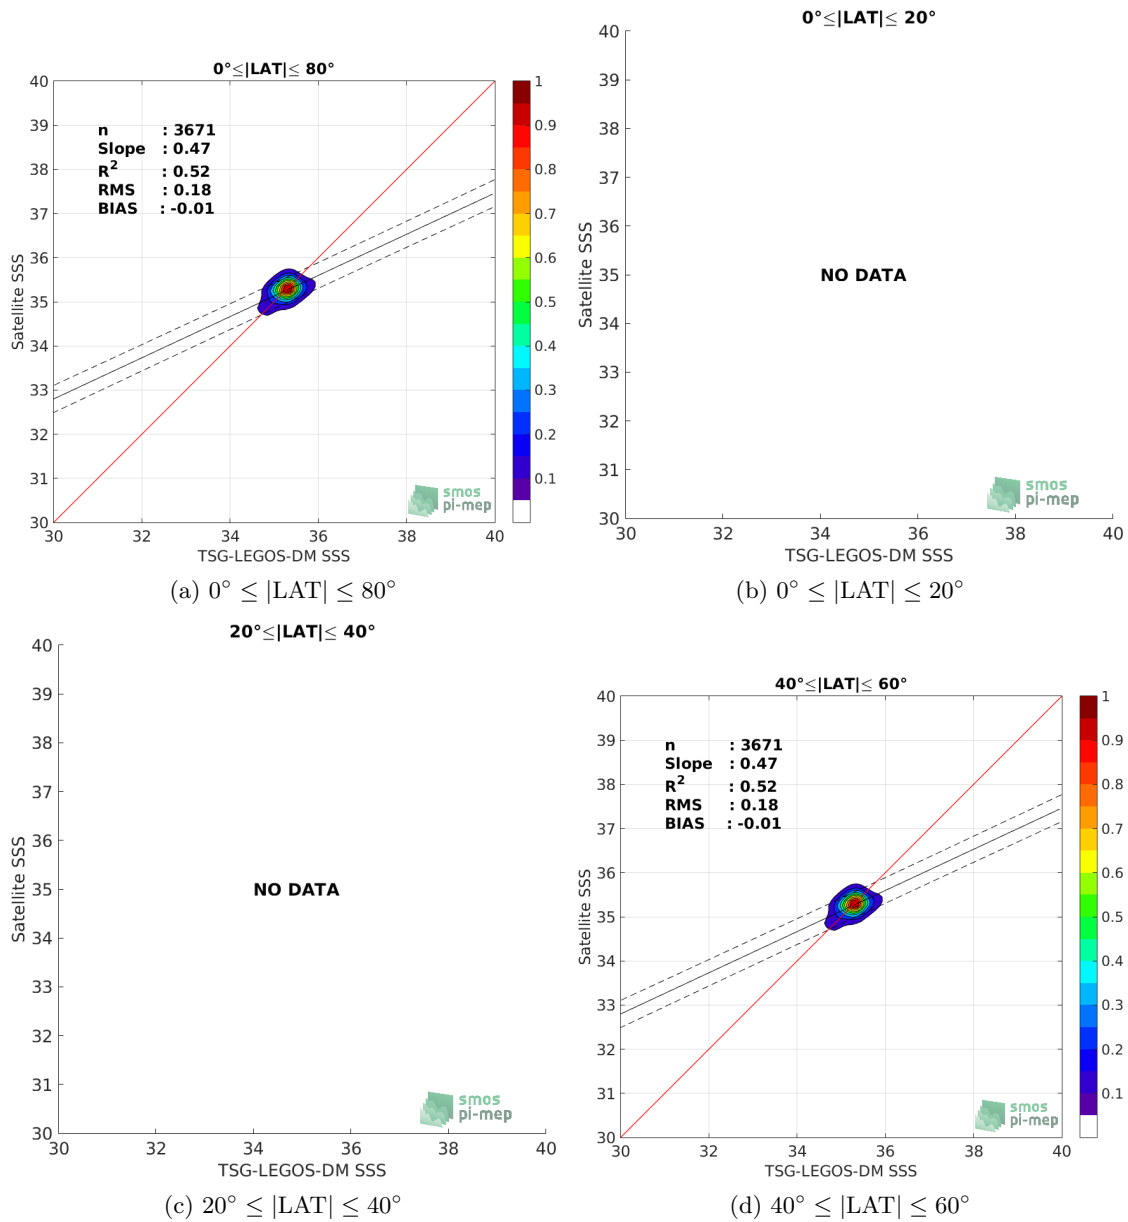 0°≤|LAT|≤ 80°
40
39
38
37
36
35
34
33
32
31
30
Satellite SSS
n : 3671
Slope : 0.47
R² : 0.52
RMS : 0.18
BIAS : -0.01
smos
pi-mep
30 32 34 36 38 40
TSG-LEGOS-DM SSS
1
0.9
0.8
0.7
0.6
0.5
0.4
0.3
0.2
0.1
(a) 0° ≤ |LAT| ≤ 80°
0°≤|LAT|≤ 20°
40
39
38
37
36
35
34
33
32
31
30
Satellite SSS
NO DATA
smos
pi-mep
30 32 34 36 38 40
TSG-LEGOS-DM SSS
(b) 0° ≤ |LAT| ≤ 20°
20°≤|LAT|≤ 40°
40
39
38
37
36
35
34
33
32
31
30
Satellite SSS
NO DATA
smos
pi-mep
30 32 34 36 38 40
TSG-LEGOS-DM SSS
(c) 20° ≤ |LAT| ≤ 40°
40°≤|LAT|≤ 60°
40
39
38
37
36
35
34
33
32
31
30
Satellite SSS
n : 3671
Slope : 0.47
R² : 0.52
RMS : 0.18
BIAS : -0.01
smos
pi-mep
30 32 34 36 38 40
TSG-LEGOS-DM SSS
1
0.9
0.8
0.7
0.6
0.5
0.4
0.3
0.2
0.1
(d) 40° ≤ |LAT| ≤ 60°